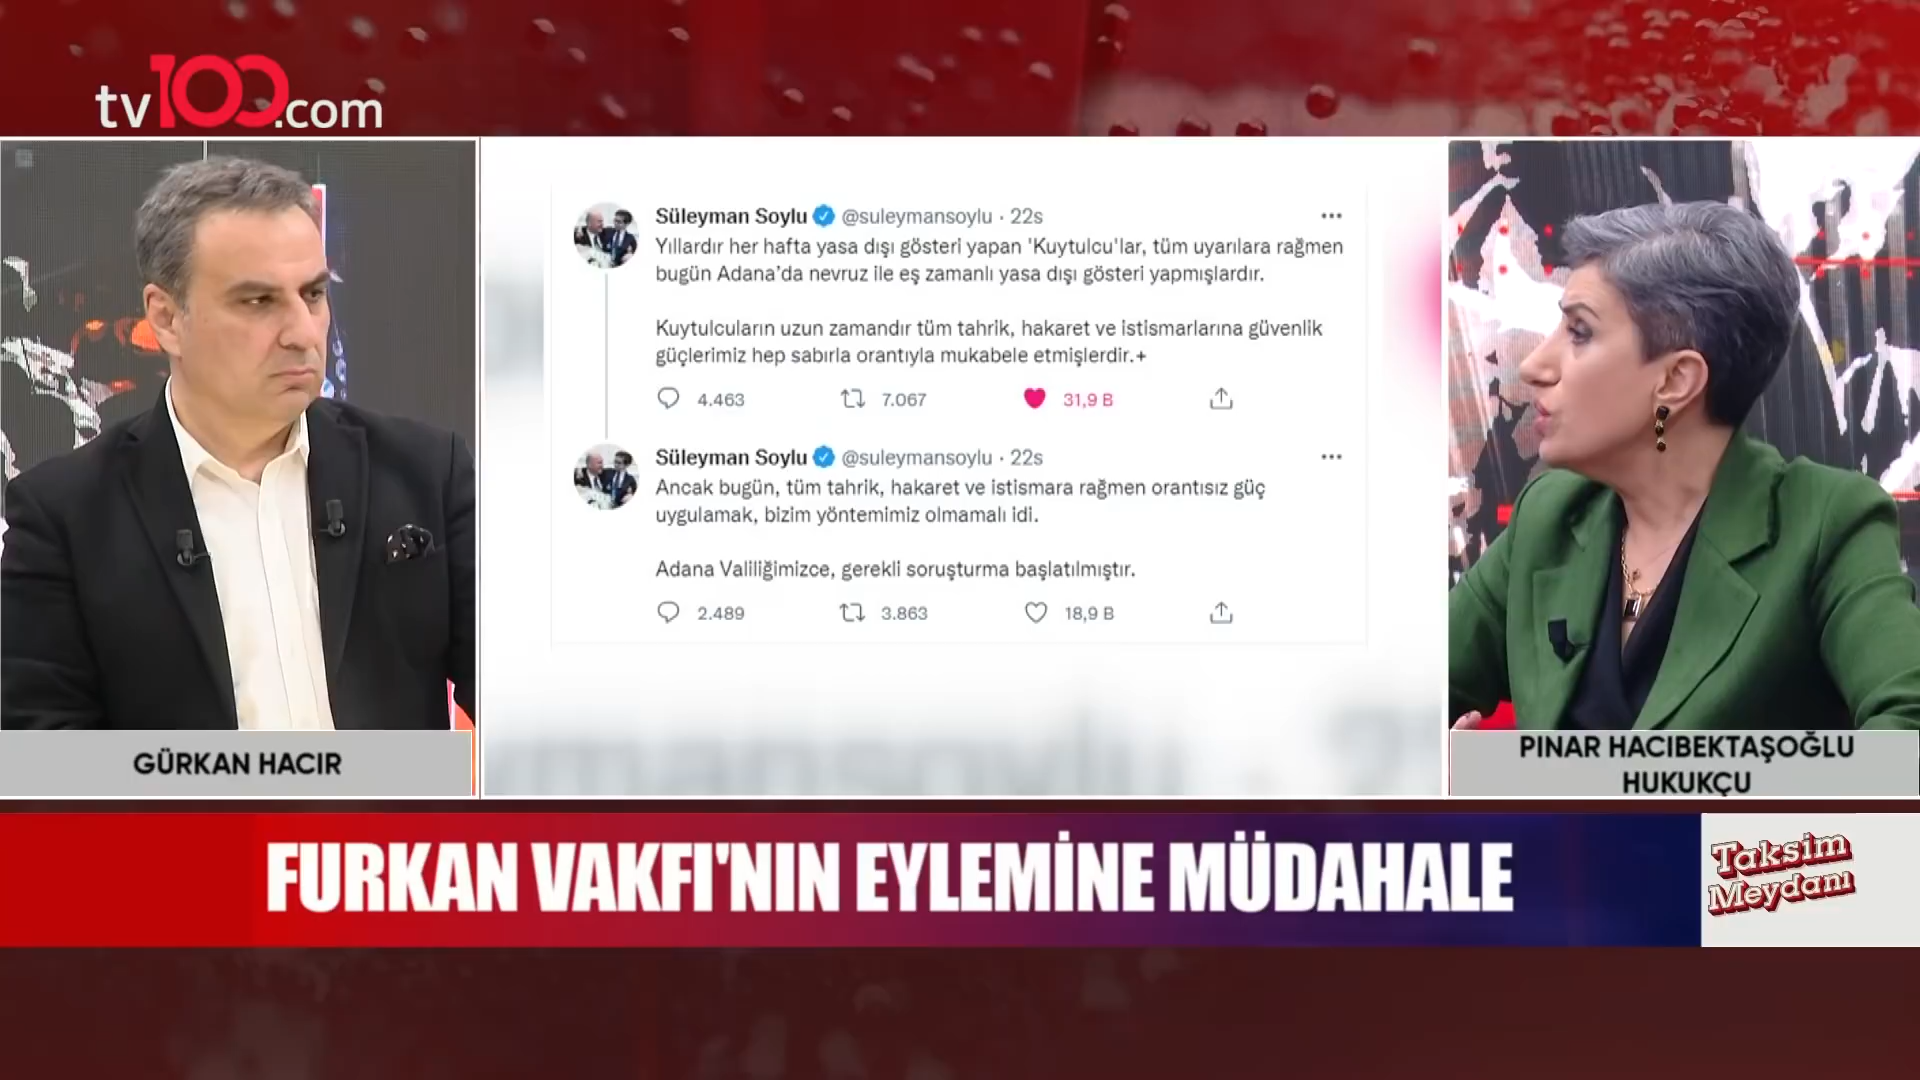 tv100.com
Süleyman Soylu @suleymansoylu · 22s
Yıllardır her hafta yasa dışı gösteri yapan 'Kuytulcu'lar, tüm uyarılara rağmen
bugün Adana'da nevruz ile eş zamanlı yasa dışı gösteri yapmışlardır.
Kuytulcuların uzun zamandır tüm tahrik, hakaret ve istismarlarına güvenlik
güçlerimiz hep sabırla orantıyla mukabele etmişlerdir.+
4.463 7.067 31,9 B
Süleyman Soylu @suleymansoylu · 22s
Ancak bugün, tüm tahrik, hakaret ve istismara rağmen orantısız güç
uygulamak, bizim yöntemimiz olmamalı idi.
Adana Valiliğimizce, gerekli soruşturma başlatılmıştır.
2.489 3.863 18,9 B
GÜRKAN HACIR
PINAR HACIBEKTAŞOĞLU
HUKUKÇU
FURKAN VAKFI'NIN EYLEMİNE MÜDAHALE
Taksim
Meydanı